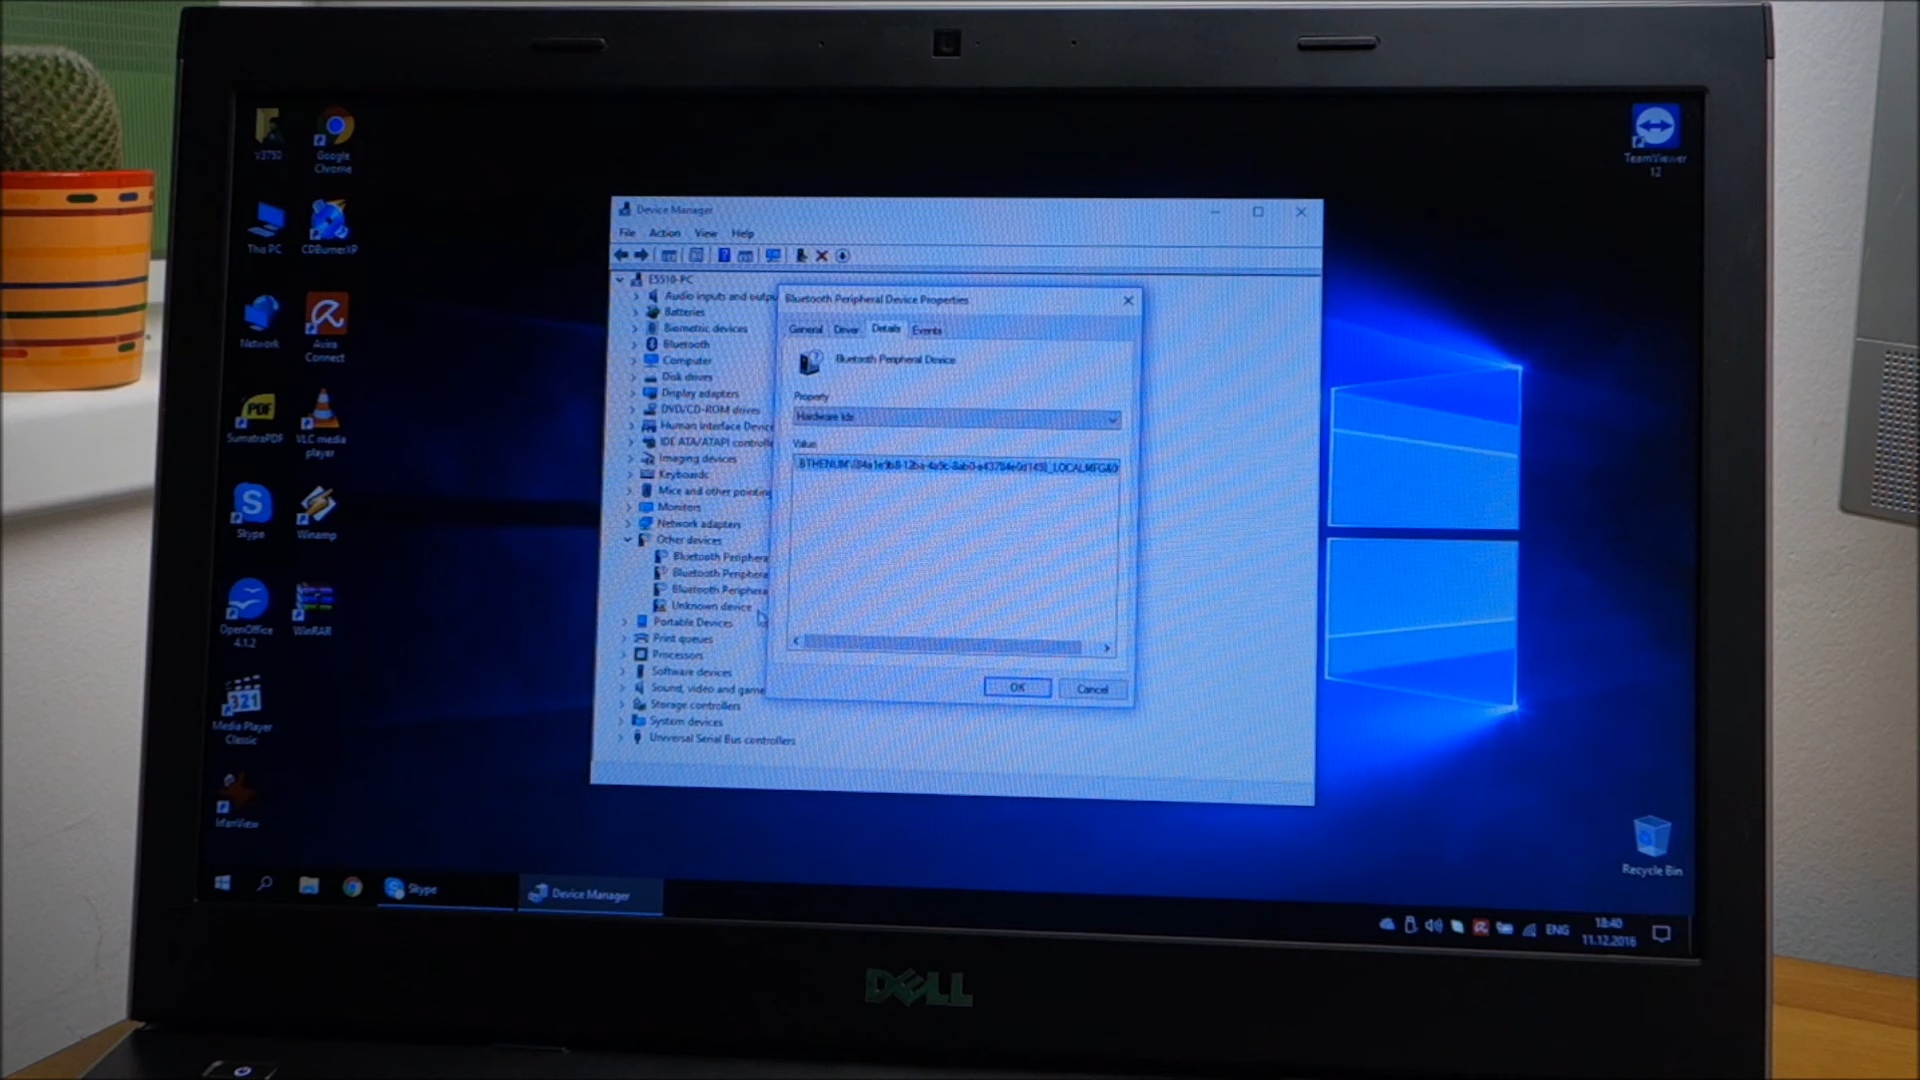 V3750
Google
Chrome
This PC
CDBurnerXP
Network
Avira
Connect
PDF
SumatraPDF
VLC media
player
Skype
Winamp
OpenOffice
4.1.2
WinRAR
321
Media Player
Classic
IrfanView
TeamViewer
12
Recycle Bin
Device Manager
File Action View Help
E5510-PC
Audio inputs and outpu
Batteries
Biometric devices
Bluetooth
Computer
Disk drives
Display adapters
DVD/CD-ROM drives
Human Interface Device
IDE ATA/ATAPI controlle
Imaging devices
Keyboards
Mice and other pointing
Monitors
Network adapters
Other devices
Bluetooth Periphera
Bluetooth Periphera
Bluetooth Periphera
Unknown device
Portable Devices
Print queues
Processors
Software devices
Sound, video and game
Storage controllers
System devices
Universal Serial Bus controllers
Bluetooth Peripheral Device Properties
General Driver Details Events
Bluetooth Peripheral Device
Property
Hardware Ids
Value
OK Cancel
Skype
Device Manager
ENG
18:40
11.12.2016
DELL